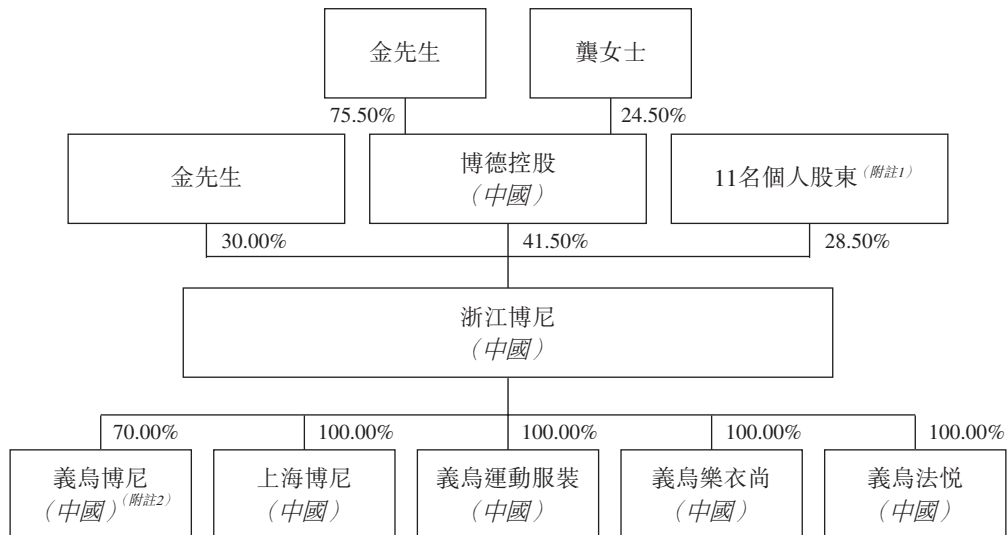 金先生
龔女士
75.50%
24.50%
金先生
博德控股
（中國）
11名個人股東（附註1）
30.00%
41.50%
28.50%
浙江博尼
（中國）
70.00%
100.00%
100.00%
100.00%
100.00%
義烏博尼
（中國）（附註2）
上海博尼
（中國）
義烏運動服裝
（中國）
義烏樂衣尚
（中國）
義烏法悅
（中國）